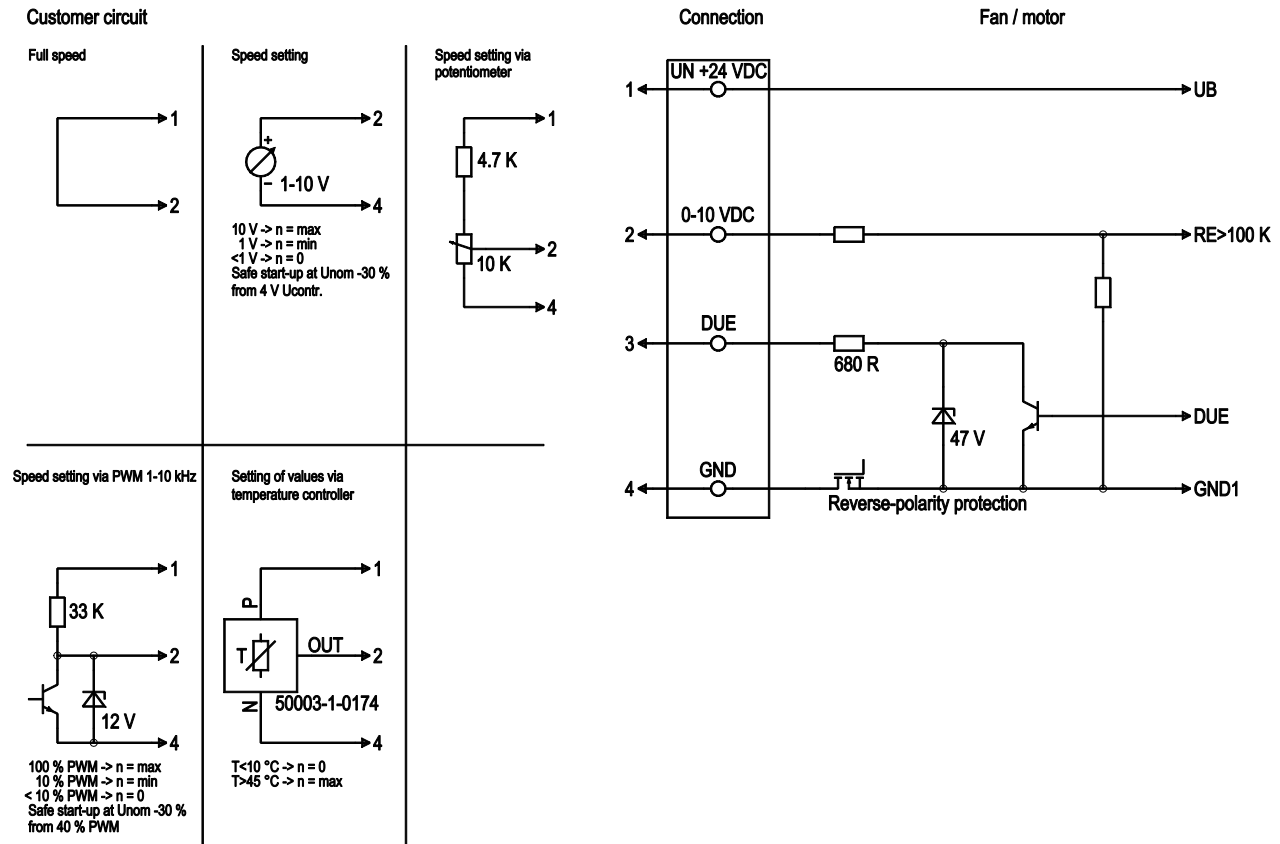 Customer circuit
Full speed
1
2
Speed setting
2
+
–
1-10 V
4
10 V -> n = max
1 V -> n = min
<1 V -> n = 0
Safe start-up at Unom -30 %
from 4 V Ucontr.
Speed setting via
potentiometer
1
4.7 K
2
10 K
4
Speed setting via PWM 1-10 kHz
1
33 K
2
12 V
4
100 % PWM -> n = max
10 % PWM -> n = min
< 10 % PWM -> n = 0
Safe start-up at Unom -30 %
from 40 % PWM
Setting of values via
temperature controller
1
P
T
OUT
2
N
50003-1-0174
4
T<10 °C -> n = 0
T>45 °C -> n = max
Connection
Fan / motor
UN +24 VDC
1
UB
0-10 VDC
2
RE>100 K
DUE
3
680 R
47 V
DUE
GND
4
GND1
Reverse-polarity protection